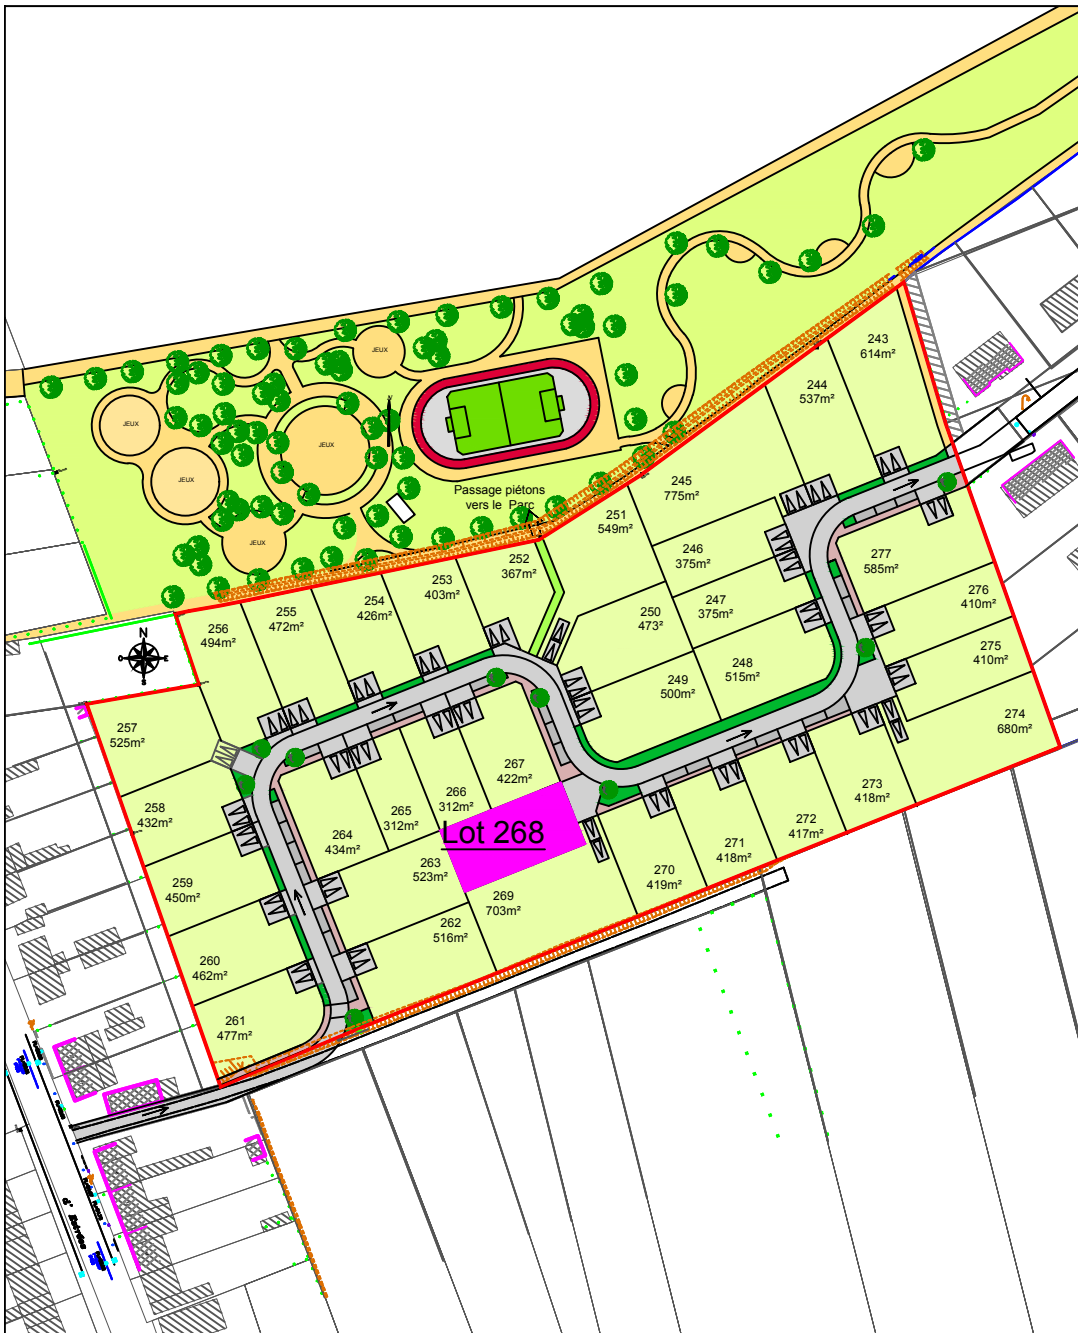 JEUX
JEUX
JEUX
JEUX
JEUX
Passage piétons
vers le Parc
243
614m²
244
537m²
245
775m²
251
549m²
246
375m²
252
367m²
253
403m²
254
426m²
255
472m²
256
494m²
247
375m²
250
473²
277
585m²
276
410m²
275
410m²
248
515m²
249
500m²
274
680m²
N
E
S
O
257
525m²
258
432m²
267
422m²
266
312m²
265
312m²
264
434m²
Lot 268
263
523m²
273
418m²
272
417m²
271
418m²
270
419m²
269
703m²
262
516m²
259
450m²
260
462m²
261
477m²